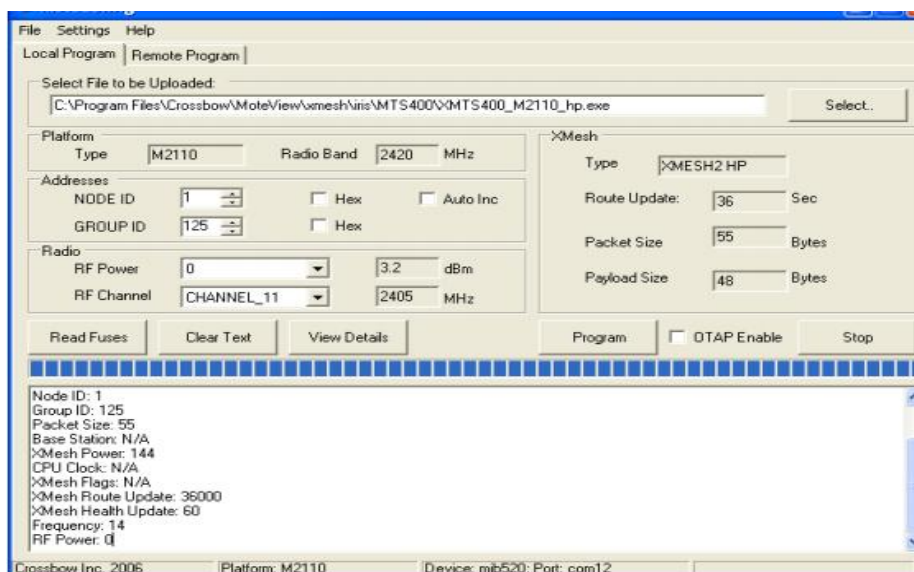 File Settings Help
Local Program Remote Program
Select File to be Uploaded:
C:\Program Files\Crossbow\MoteView\xmesh\iris\MTS400\XMTS400_M2110_hp.exe Select..
Platform
Type M2110 Radio Band 2420 MHz
XMesh
Type XMESH2 HP
Addresses
NODE ID 1 Hex Auto Inc
Route Update: 36 Sec
GROUP ID 125 Hex
Packet Size 55 Bytes
Radio
RF Power 0 3.2 dBm
Payload Size 48 Bytes
RF Channel CHANNEL_11 2405 MHz
Read Fuses Clear Text View Details Program OTAP Enable Stop
Node ID: 1
Group ID: 125
Packet Size: 55
Base Station: N/A
XMesh Power: 144
CPU Clock: N/A
XMesh Flags: N/A
XMesh Route Update: 36000
XMesh Health Update: 60
Frequency: 14
RF Power: 0
Crossbow Inc. 2006 Platform: M2110 Device: mib520: Port: com12